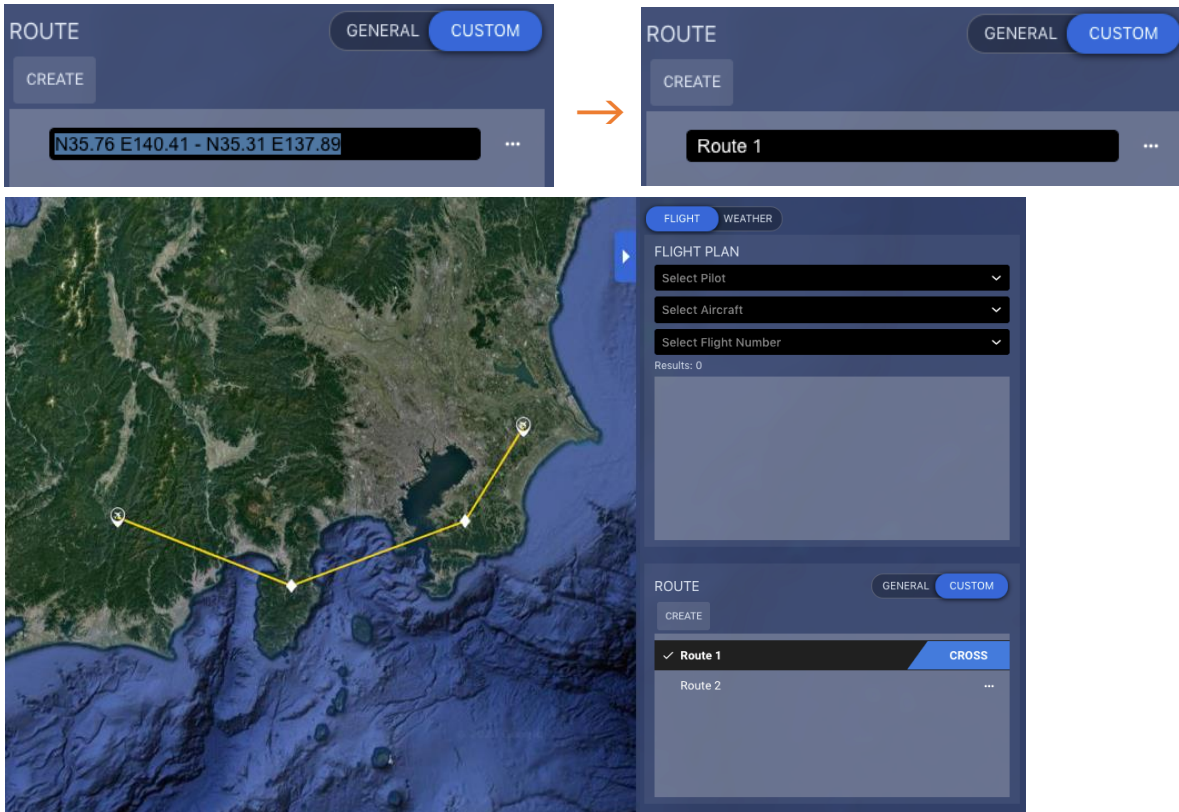 ROUTE
GENERAL CUSTOM
CREATE
N35.76 E140.41 - N35.31 E137.89
...
→
ROUTE
GENERAL CUSTOM
CREATE
Route 1
...
FLIGHT WEATHER
FLIGHT PLAN
Select Pilot
Select Aircraft
Select Flight Number
Results: 0
ROUTE
GENERAL CUSTOM
CREATE
Route 1 CROSS
Route 2 ...